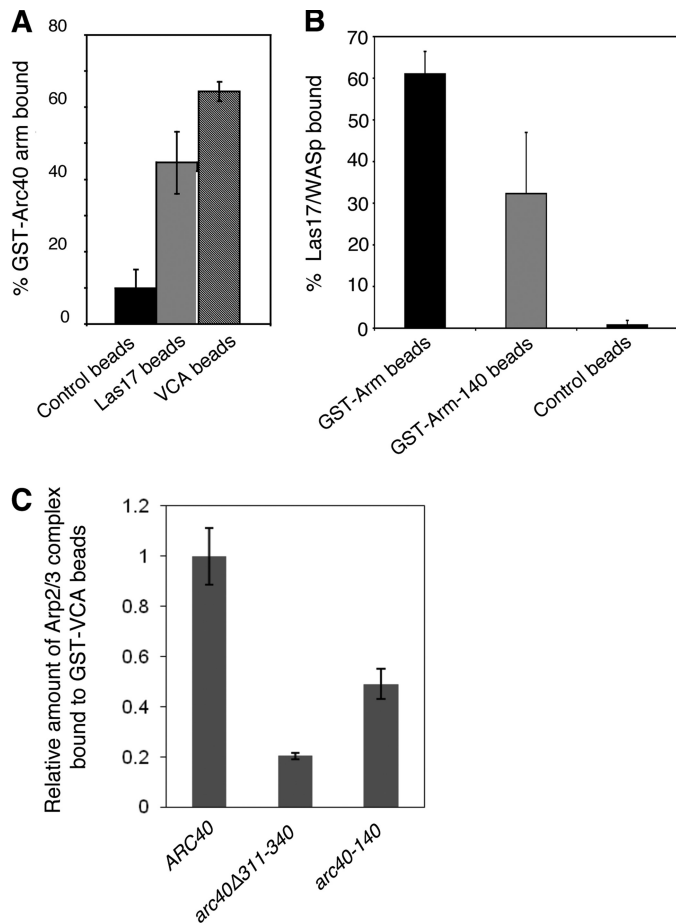 A
% GST-Arc40 arm bound
80
60
40
20
0
Control beads
Las17 beads
VCA beads
B
% Las17/WASp bound
70
60
50
40
30
20
10
0
GST-Arm beads
GST-Arm-140 beads
Control beads
C
Relative amount of Arp2/3 complex
bound to GST-VCA beads
1.2
1
0.8
0.6
0.4
0.2
0
ARC40
arc40Δ311-340
arc40-140